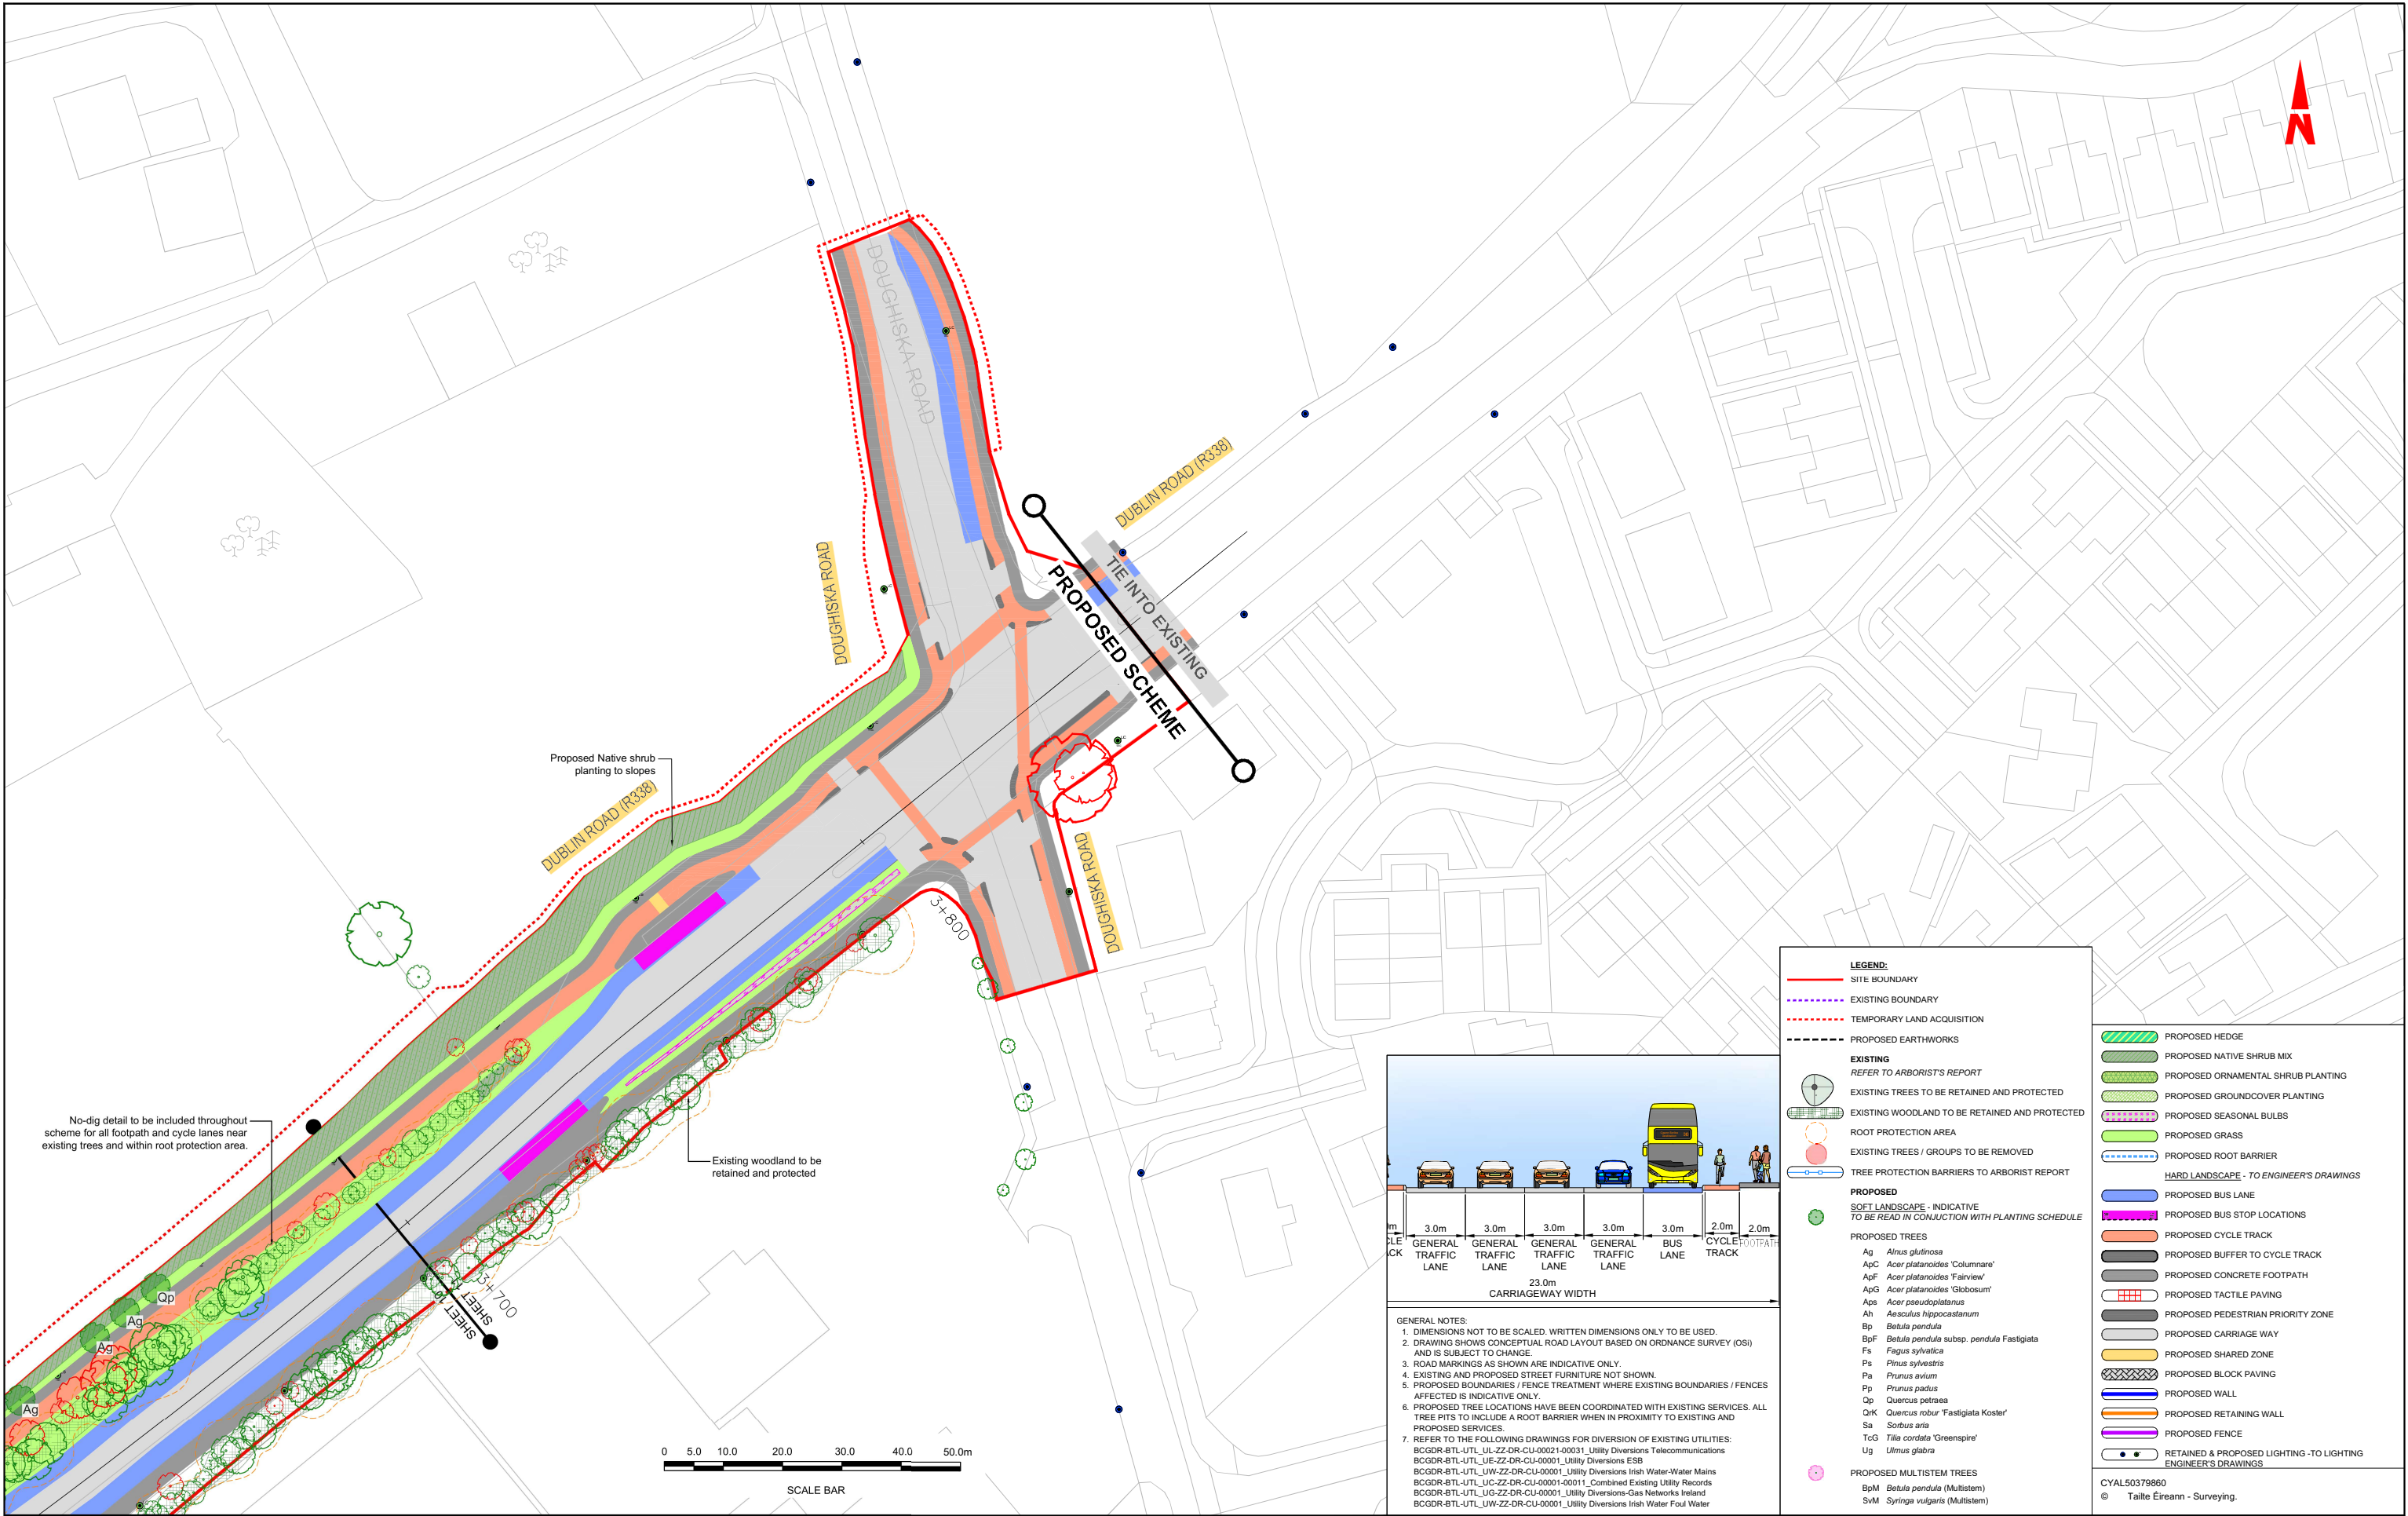 N
DOUGHISKA ROAD
DUBLIN ROAD (R338)
DOUGHISKA ROAD
TIE INTO EXISTING
PROPOSED SCHEME
Proposed Native shrub
planting to slopes
DUBLIN ROAD (R338)
DOUGHISKA ROAD
3+800
No-dig detail to be included throughout
scheme for all footpath and cycle lanes near
existing trees and within root protection area.
Existing woodland to be
retained and protected
Qp
Ag
Ag
Ag
3+700
SHEET
SHEET
0 5.0 10.0 20.0 30.0 40.0 50.0m
SCALE BAR
3.0m 3.0m 3.0m 3.0m 3.0m 2.0m 2.0m
GENERAL TRAFFIC LANE
GENERAL TRAFFIC LANE
GENERAL TRAFFIC LANE
GENERAL TRAFFIC LANE
BUS LANE
CYCLE TRACK
FOOTPATH
23.0m
CARRIAGEWAY WIDTH
GENERAL NOTES:
1. DIMENSIONS NOT TO BE SCALED. WRITTEN DIMENSIONS ONLY TO BE USED.
2. DRAWING SHOWS CONCEPTUAL ROAD LAYOUT BASED ON ORDNANCE SURVEY (OSi)
AND IS SUBJECT TO CHANGE.
3. ROAD MARKINGS AS SHOWN ARE INDICATIVE ONLY.
4. EXISTING AND PROPOSED STREET FURNITURE NOT SHOWN.
5. PROPOSED BOUNDARIES / FENCE TREATMENT WHERE EXISTING BOUNDARIES / FENCES
AFFECTED IS INDICATIVE ONLY.
6. PROPOSED TREE LOCATIONS HAVE BEEN COORDINATED WITH EXISTING SERVICES. ALL
TREE PITS TO INCLUDE A ROOT BARRIER WHEN IN PROXIMITY TO EXISTING AND
PROPOSED SERVICES.
7. REFER TO THE FOLLOWING DRAWINGS FOR DIVERSION OF EXISTING UTILITIES:
BCGDR-BTL-UTL_UL-ZZ-DR-CU-00021-00031_Utility Diversions Telecommunications
BCGDR-BTL-UTL_UE-ZZ-DR-CU-00001_Utility Diversions ESB
BCGDR-BTL-UTL_UW-ZZ-DR-CU-00001_Utility Diversions Irish Water-Water Mains
BCGDR-BTL-UTL_UC-ZZ-DR-CU-00001-00011_Combined Existing Utility Records
BCGDR-BTL-UTL_UG-ZZ-DR-CU-00001_Utility Diversions-Gas Networks Ireland
BCGDR-BTL-UTL_UW-ZZ-DR-CU-00001_Utility Diversions Irish Water Foul Water
LEGEND:
SITE BOUNDARY
EXISTING BOUNDARY
TEMPORARY LAND ACQUISITION
PROPOSED EARTHWORKS
EXISTING
REFER TO ARBORIST'S REPORT
EXISTING TREES TO BE RETAINED AND PROTECTED
EXISTING WOODLAND TO BE RETAINED AND PROTECTED
ROOT PROTECTION AREA
EXISTING TREES / GROUPS TO BE REMOVED
TREE PROTECTION BARRIERS TO ARBORIST REPORT
PROPOSED
SOFT LANDSCAPE - INDICATIVE
TO BE READ IN CONJUCTION WITH PLANTING SCHEDULE
PROPOSED TREES
Ag Alnus glutinosa
ApC Acer platanoides 'Columnare'
ApF Acer platanoides 'Fairview'
ApG Acer platanoides 'Globosum'
Aps Acer pseudoplatanus
Ah Aesculus hippocastanum
Bp Betula pendula
BpF Betula pendula subsp. pendula Fastigiata
Fs Fagus sylvatica
Ps Pinus sylvestris
Pa Prunus avium
Pp Prunus padus
Qp Quercus petraea
QrK Quercus robur 'Fastigiata Koster'
Sa Sorbus aria
TcG Tilia cordata 'Greenspire'
Ug Ulmus glabra
PROPOSED MULTISTEM TREES
BpM Betula pendula (Multistem)
SvM Syringa vulgaris (Multistem)
PROPOSED HEDGE
PROPOSED NATIVE SHRUB MIX
PROPOSED ORNAMENTAL SHRUB PLANTING
PROPOSED GROUNDCOVER PLANTING
PROPOSED SEASONAL BULBS
PROPOSED GRASS
PROPOSED ROOT BARRIER
HARD LANDSCAPE - TO ENGINEER'S DRAWINGS
PROPOSED BUS LANE
PROPOSED BUS STOP LOCATIONS
PROPOSED CYCLE TRACK
PROPOSED BUFFER TO CYCLE TRACK
PROPOSED CONCRETE FOOTPATH
PROPOSED TACTILE PAVING
PROPOSED PEDESTRIAN PRIORITY ZONE
PROPOSED CARRIAGE WAY
PROPOSED SHARED ZONE
PROPOSED BLOCK PAVING
PROPOSED WALL
PROPOSED RETAINING WALL
PROPOSED FENCE
RETAINED & PROPOSED LIGHTING -TO LIGHTING
ENGINEER'S DRAWINGS
CYAL50379860
© Tailte Éireann - Surveying.